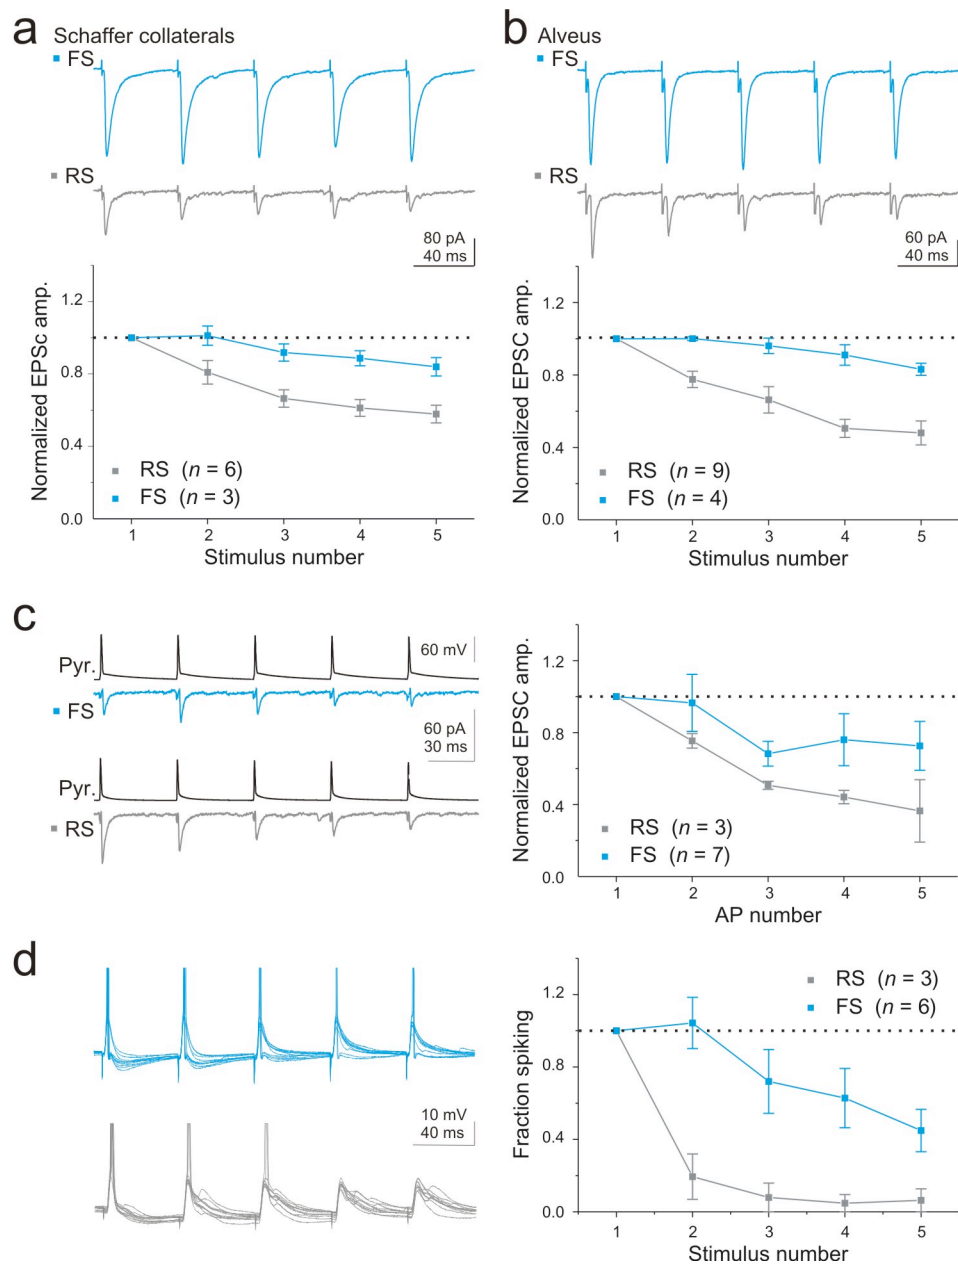 a
Schaffer collaterals
FS
RS
80 pA
40 ms
Normalized EPSc amp.
1.2
0.8
0.4
0.0
RS (n = 6)
FS (n = 3)
1 2 3 4 5
Stimulus number
b
Alveus
FS
RS
60 pA
40 ms
Normalized EPSC amp.
1.2
0.8
0.4
0.0
RS (n = 9)
FS (n = 4)
1 2 3 4 5
Stimulus number
c
Pyr.
60 mV
FS
60 pA
30 ms
Pyr.
RS
Normalized EPSC amp.
1.2
0.8
0.4
0.0
RS (n = 3)
FS (n = 7)
1 2 3 4 5
AP number
d
10 mV
40 ms
Fraction spiking
1.2
0.8
0.4
0.0
RS (n = 3)
FS (n = 6)
1 2 3 4 5
Stimulus number